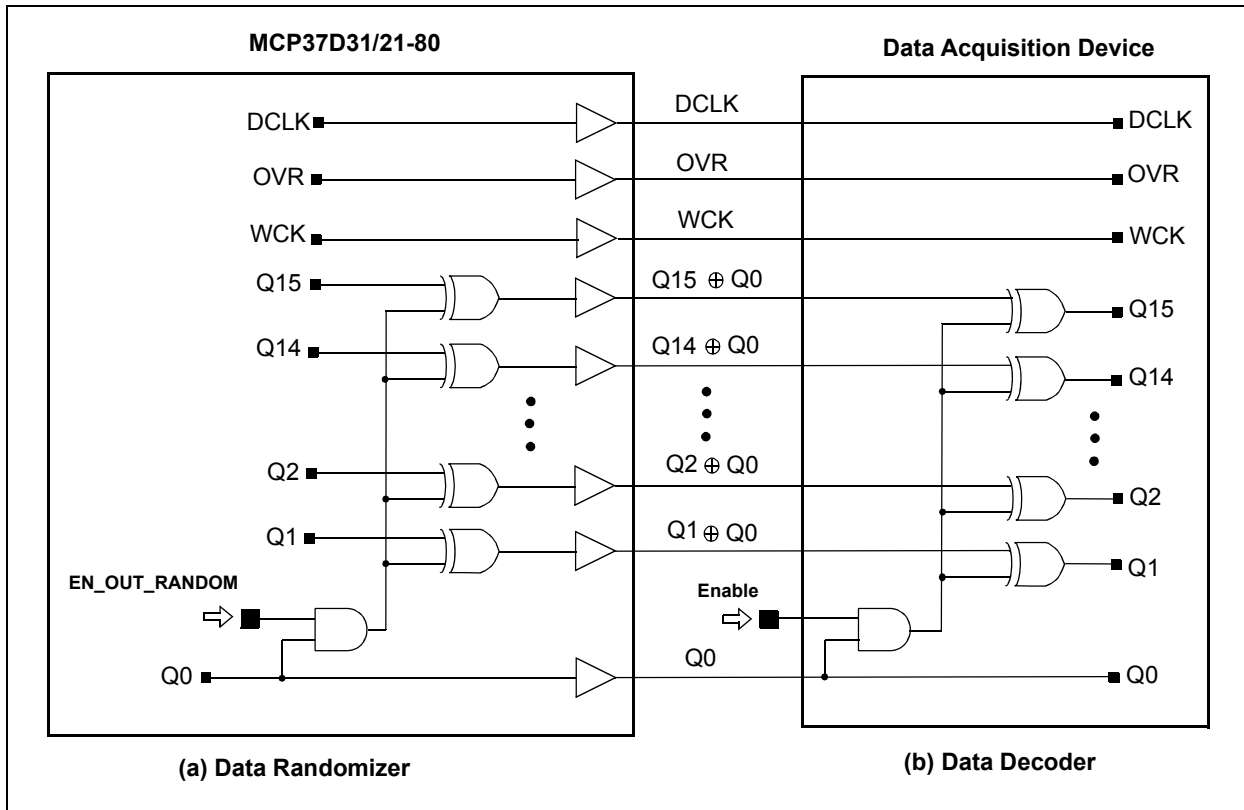 MCP37D31/21-80
Data Acquisition Device
DCLK
DCLK
DCLK
OVR
OVR
OVR
WCK
WCK
WCK
Q15
Q15 ⊕ Q0
Q15
Q14
Q14 ⊕ Q0
Q14
Q2
Q2 ⊕ Q0
Q2
Q1
Q1 ⊕ Q0
Q1
EN_OUT_RANDOM
Enable
Q0
Q0
Q0
(a) Data Randomizer
(b) Data Decoder